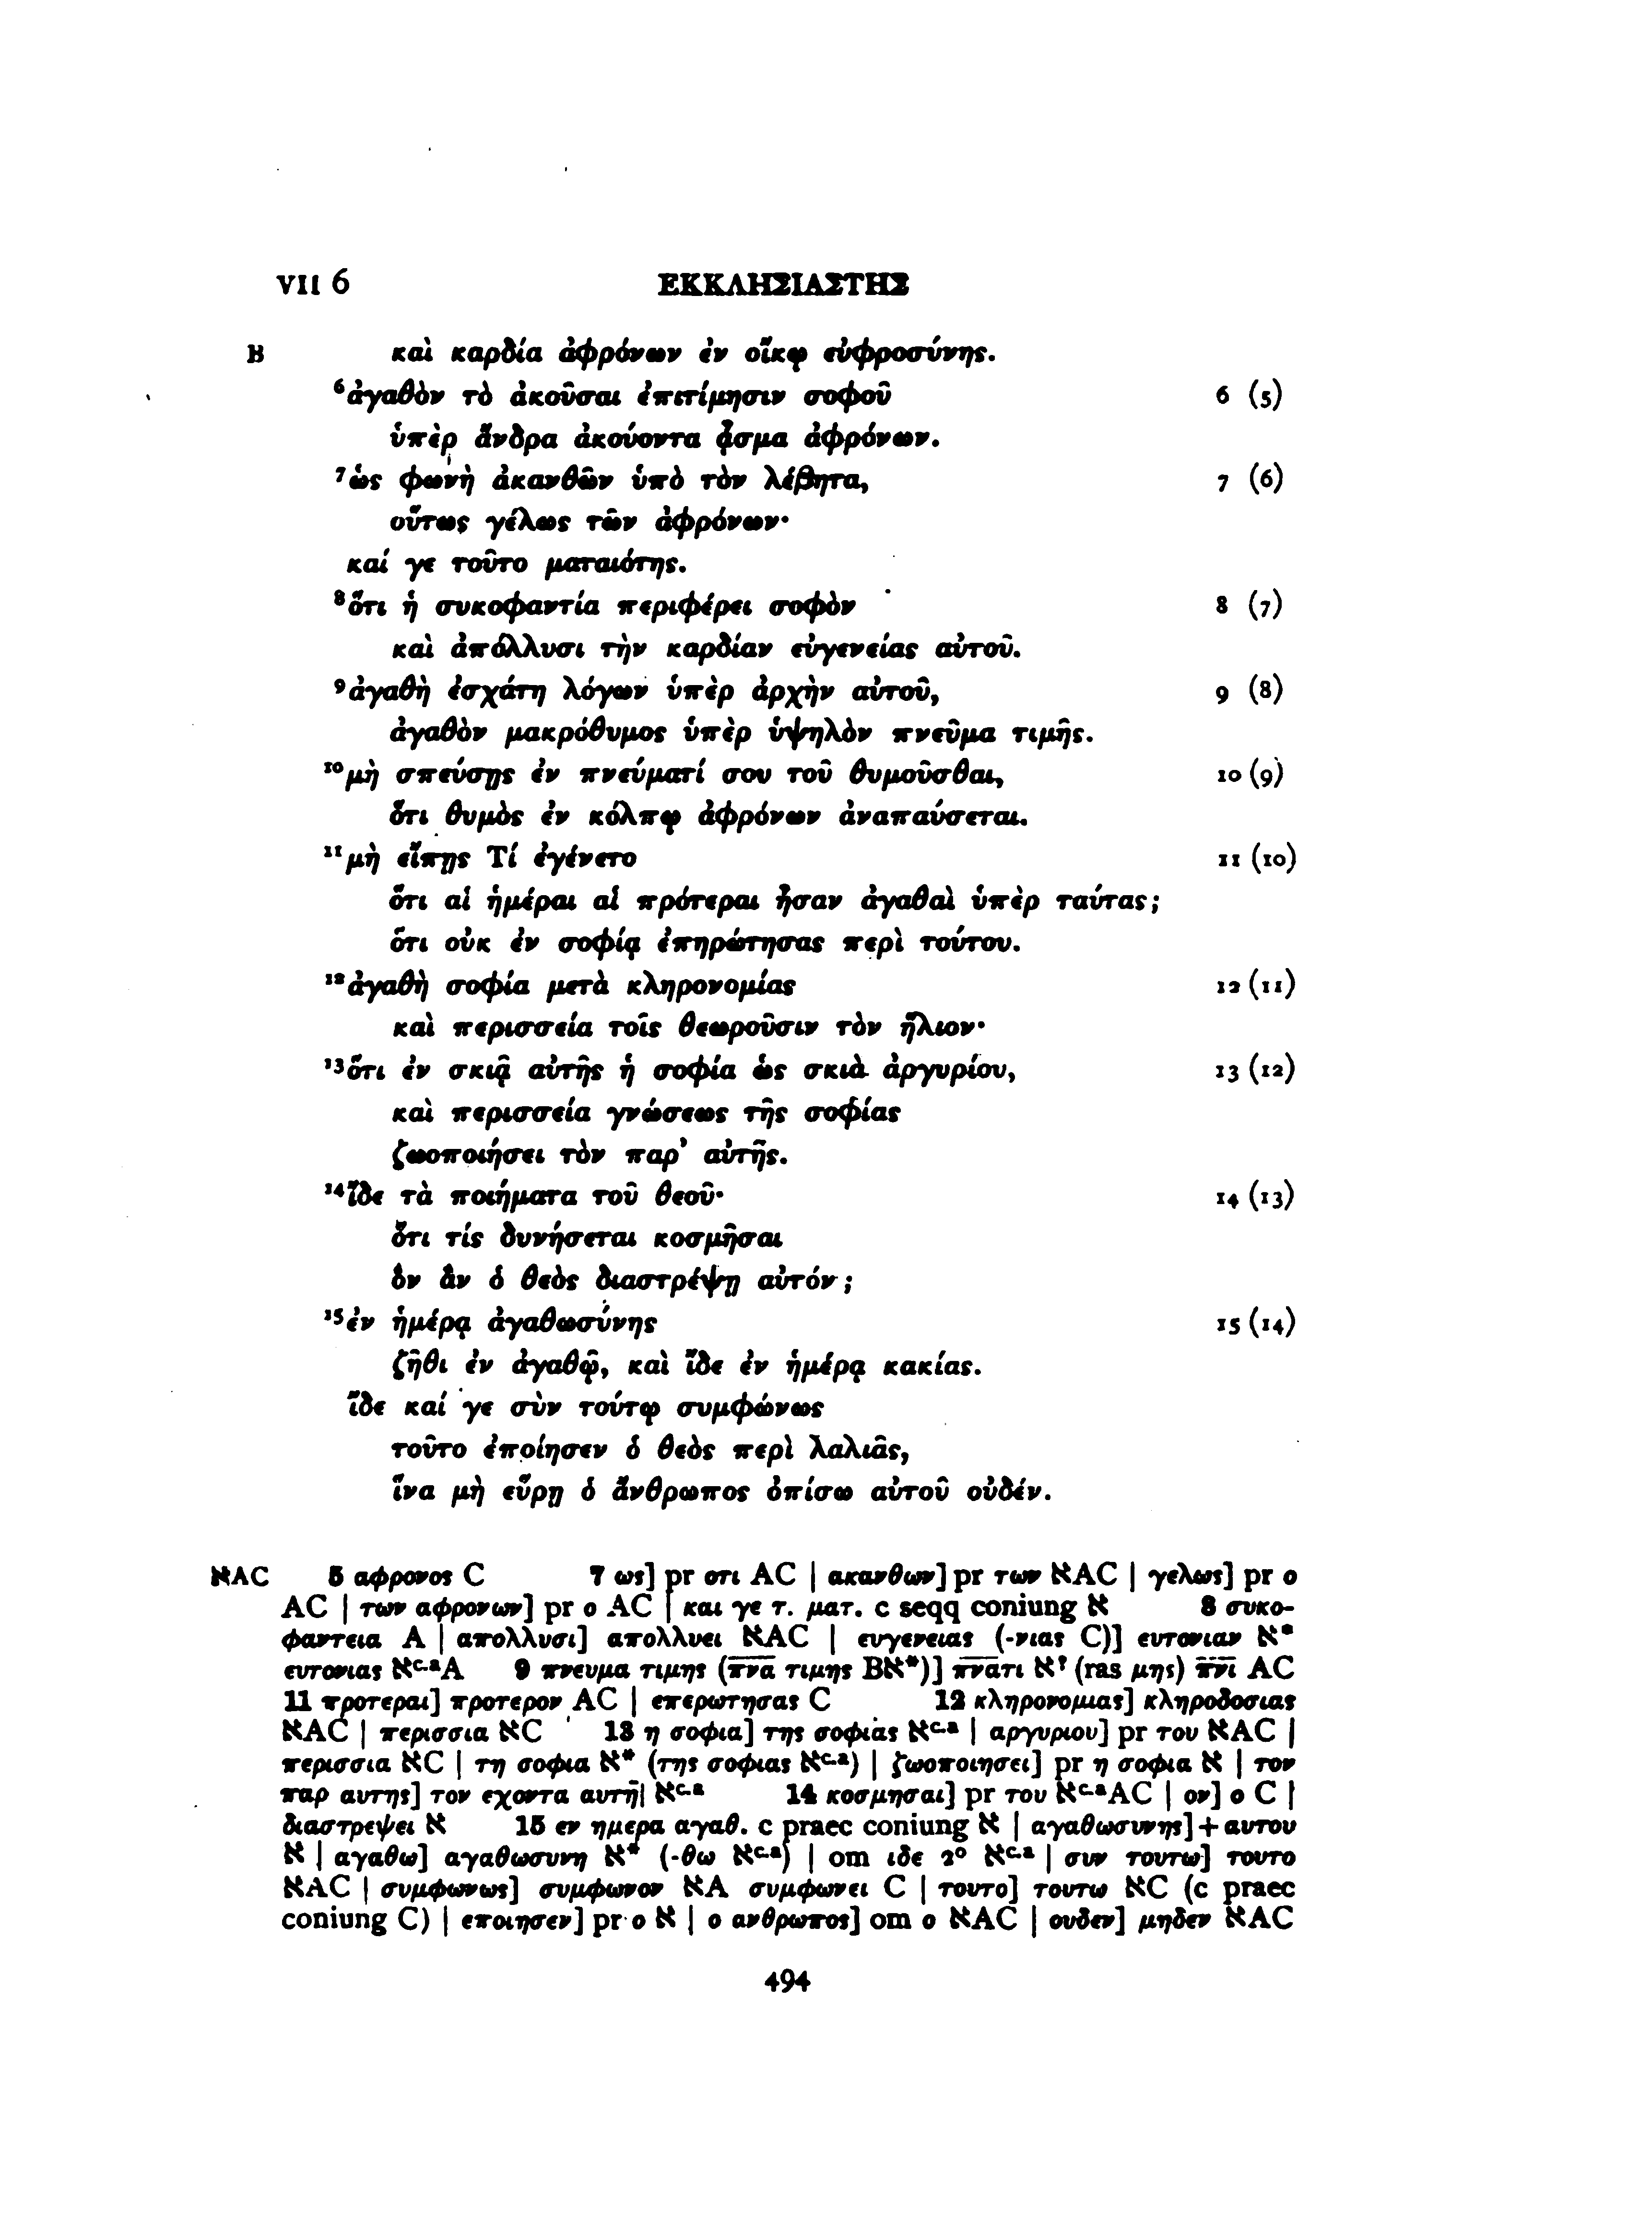 VII 6 ΕΚΚΛΗΣΙΑΣΤΗΣ
B καὶ καρδία ἀφρόνων ἐν οἴκῳ εὐφροσύνης.
⁶ἀγαθὸν τὸ ἀκοῦσαι ἐπιτίμησιν σοφοῦ 6 (5)
ὑπὲρ ἄνδρα ἀκούοντα ᾆσμα ἀφρόνων.
⁷ὡς φωνὴ ἀκανθῶν ὑπὸ τὸν λέβητα, 7 (6)
οὕτως γέλως τῶν ἀφρόνων·
καί γε τοῦτο ματαιότης.
⁸ὅτι ἡ συκοφαντία περιφέρει σοφὸν 8 (7)
καὶ ἀπόλλυσι τὴν καρδίαν εὐγενείας αὐτοῦ.
⁹ἀγαθὴ ἐσχάτη λόγων ὑπὲρ ἀρχὴν αὐτοῦ, 9 (8)
ἀγαθὸν μακρόθυμος ὑπὲρ ὑψηλὸν πνεῦμα τιμῆς.
¹⁰μὴ σπεύσῃς ἐν πνεύματί σου τοῦ θυμοῦσθαι, 10 (9)
ὅτι θυμὸς ἐν κόλπῳ ἀφρόνων ἀναπαύσεται.
¹¹μὴ εἴπῃς Τί ἐγένετο 11 (10)
ὅτι αἱ ἡμέραι αἱ πρότεραι ἦσαν ἀγαθαὶ ὑπὲρ ταύτας;
ὅτι οὐκ ἐν σοφίᾳ ἐπηρώτησας περὶ τούτου.
¹²ἀγαθὴ σοφία μετὰ κληρονομίας 12 (11)
καὶ περισσεία τοῖς θεωροῦσιν τὸν ἥλιον·
¹³ὅτι ἐν σκιᾷ αὐτῆς ἡ σοφία ὡς σκιὰ ἀργυρίου, 13 (12)
καὶ περισσεία γνώσεως τῆς σοφίας
ζωοποιήσει τὸν παρ’ αὐτῆς.
¹⁴ἴδε τὰ ποιήματα τοῦ θεοῦ· 14 (13)
ὅτι τίς δυνήσεται κοσμῆσαι
ὃν ἂν ὁ θεὸς διαστρέψῃ αὐτόν;
¹⁵ἐν ἡμέρᾳ ἀγαθωσύνης 15 (14)
ζῆθι ἐν ἀγαθῷ, καὶ ἴδε ἐν ἡμέρᾳ κακίας.
ἴδε καί γε σὺν τούτῳ συμφώνως
τοῦτο ἐποίησεν ὁ θεὸς περὶ λαλιᾶς,
ἵνα μὴ εὕρῃ ὁ ἄνθρωπος ὀπίσω αὐτοῦ οὐδέν.
ℵAC 5 αφρονος C 7 ως] pr οτι AC | ακανθων] pr των ℵAC | γελως] pr ο
AC | των αφρονων] pr ο AC | και γε τ. ματ. c seqq coniung ℵ 8 συκο-
φαντεια A | απολλυσι] απολλυει ℵAC | ευγενειας (-νιας C)] ευτονιαν ℵ*
ευτονιας ℵᶜ·ᵃA 9 πνευμα τιμης (π̅ν̅α̅ τιμης Bℵ*)] π̅ν̅α̅τι ℵ? (ras μης) π̅ν̅ι̅ AC
11 προτεραι] προτερον AC | επερωτησας C 12 κληρονομιας] κληροδοσιας
ℵAC | περισσια ℵC 13 η σοφια] της σοφιας ℵᶜ·ᵃ | αργυριου] pr του ℵAC |
περισσια ℵC | τη σοφια ℵ* (της σοφιας ℵᶜ·ᵃ) | ζωοποιησει] pr η σοφια ℵ | τον
παρ αυτης] τον εχοντα αυτη̅| ℵᶜ·ᵃ 14 κοσμησαι] pr του ℵᶜ·ᵃAC | ον] ο C |
διαστρεψει ℵ 15 εν ημερα αγαθ. c praec coniung ℵ | αγαθωσυνης]+αυτου
ℵ | αγαθω] αγαθωσυνη ℵ* (-θω ℵᶜ·ᵃ) | om ιδε 2° ℵᶜ·ᵃ | συν τουτω] τουτο
ℵAC | συμφωνως] συμφωνον ℵA συμφωνει C | τουτο] τουτω ℵC (c praec
coniung C) | εποιησεν] pr ο ℵ | ο ανθρωπος] om ο ℵAC | ουδεν] μηδεν ℵAC
494